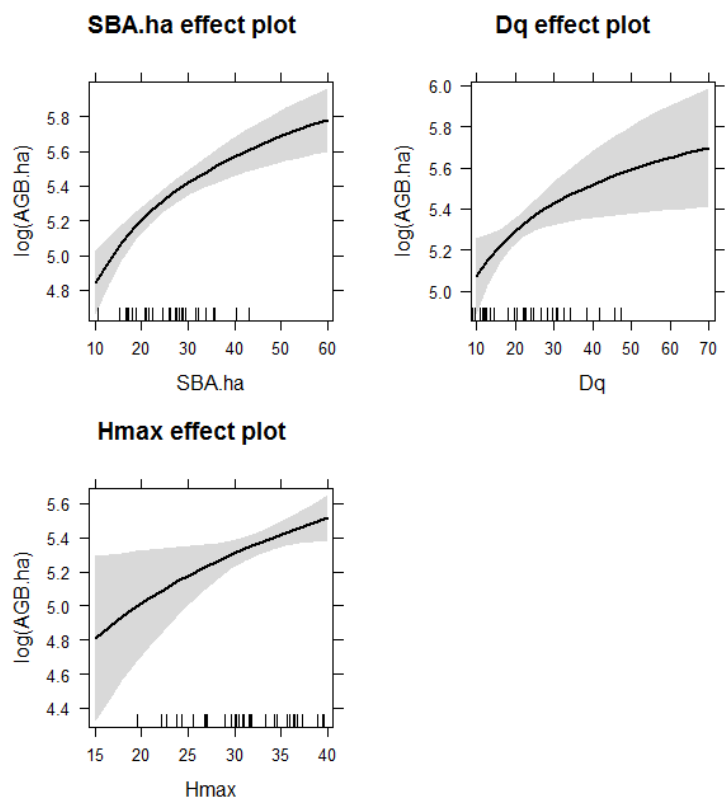 SBA.ha effect plot
log(AGB.ha)
5.8
5.6
5.4
5.2
5.0
4.8
10 20 30 40 50 60
SBA.ha
Dq effect plot
log(AGB.ha)
6.0
5.8
5.6
5.4
5.2
5.0
10 20 30 40 50 60 70
Dq
Hmax effect plot
log(AGB.ha)
5.6
5.4
5.2
5.0
4.8
4.6
4.4
15 20 25 30 35 40
Hmax